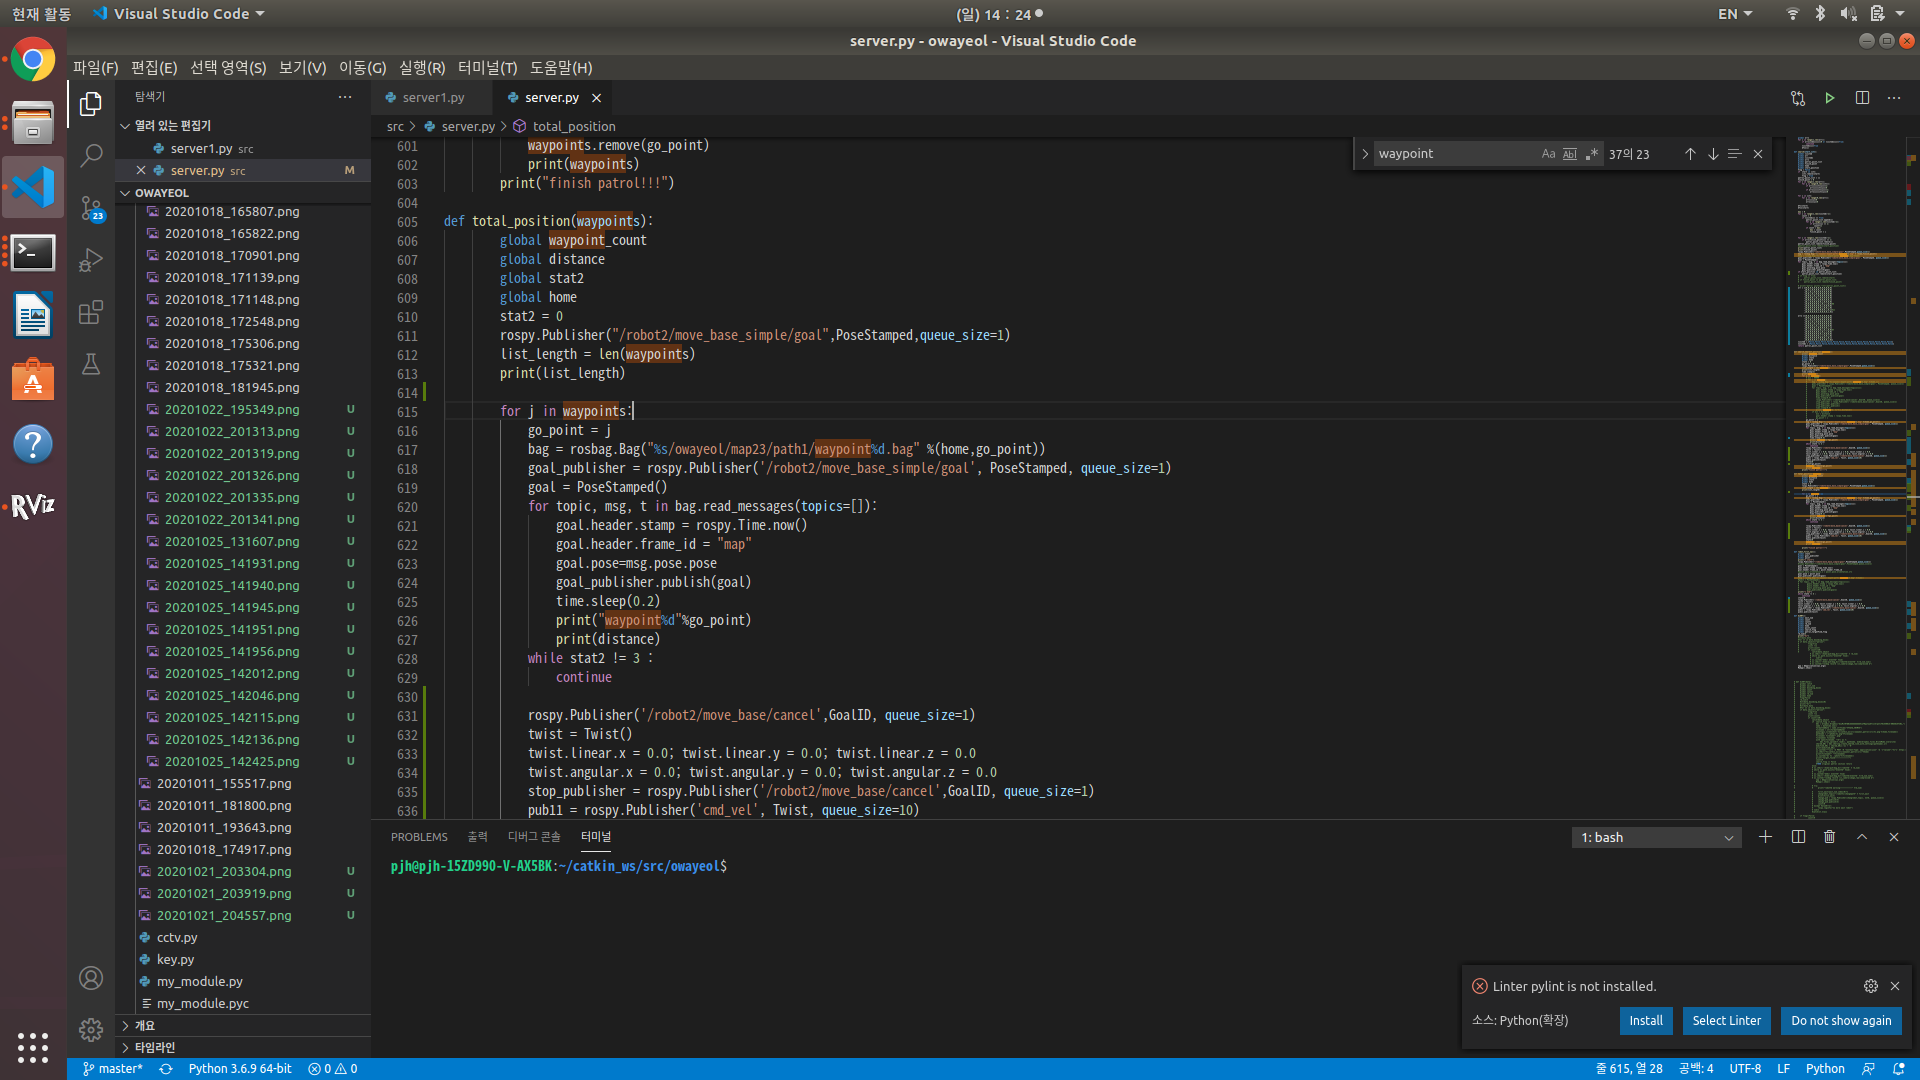 현재 활동
Visual Studio Code
(일) 14 : 24
EN
server.py - owayeol - Visual Studio Code
파일(F) 편집(E) 선택 영역(S) 보기(V) 이동(G) 실행(R) 터미널(T) 도움말(H)
탐색기
열려 있는 편집기
server1.py src
server.py src M
OWAYEOL
23
20201018_165807.png
20201018_165822.png
20201018_170901.png
20201018_171139.png
20201018_171148.png
20201018_172548.png
20201018_175306.png
20201018_175321.png
20201018_181945.png
20201022_195349.png U
20201022_201313.png U
20201022_201319.png U
20201022_201326.png U
20201022_201335.png U
20201022_201341.png U
20201025_131607.png U
20201025_141931.png U
20201025_141940.png U
20201025_141945.png U
20201025_141951.png U
20201025_141956.png U
20201025_142012.png U
20201025_142046.png U
20201025_142115.png U
20201025_142136.png U
20201025_142425.png U
20201011_155517.png
20201011_181800.png
20201011_193643.png
20201018_174917.png
20201021_203304.png U
20201021_203919.png U
20201021_204557.png U
cctv.py
key.py
my_module.py
my_module.pyc
개요
타임라인
RViz
server1.py
server.py
src > server.py > total_position
waypoint
Aa Abl .*
37의 23
601 waypoints.remove(go_point)
602 print(waypoints)
603 print("finish patrol!!!")
604
605 def total_position(waypoints):
606 global waypoint_count
607 global distance
608 global stat2
609 global home
610 stat2 = 0
611 rospy.Publisher("/robot2/move_base_simple/goal",PoseStamped,queue_size=1)
612 list_length = len(waypoints)
613 print(list_length)
614
615 for j in waypoints:
616 go_point = j
617 bag = rosbag.Bag("%s/owayeol/map23/path1/waypoint%d.bag" %(home,go_point))
618 goal_publisher = rospy.Publisher('/robot2/move_base_simple/goal', PoseStamped, queue_size=1)
619 goal = PoseStamped()
620 for topic, msg, t in bag.read_messages(topics=[]):
621 goal.header.stamp = rospy.Time.now()
622 goal.header.frame_id = "map"
623 goal.pose=msg.pose.pose
624 goal_publisher.publish(goal)
625 time.sleep(0.2)
626 print("waypoint%d"%go_point)
627 print(distance)
628 while stat2 != 3 :
629 continue
630
631 rospy.Publisher('/robot2/move_base/cancel',GoalID, queue_size=1)
632 twist = Twist()
633 twist.linear.x = 0.0; twist.linear.y = 0.0; twist.linear.z = 0.0
634 twist.angular.x = 0.0; twist.angular.y = 0.0; twist.angular.z = 0.0
635 stop_publisher = rospy.Publisher('/robot2/move_base/cancel',GoalID, queue_size=1)
636 pub11 = rospy.Publisher('cmd_vel', Twist, queue_size=10)
PROBLEMS 출력 디버그 콘솔 터미널
1: bash
pjh@pjh-15ZD990-V-AX5BK:~/catkin_ws/src/owayeol$
Linter pylint is not installed.
소스: Python(확장)
Install
Select Linter
Do not show again
master*
Python 3.6.9 64-bit
0
0
줄 615, 열 28
공백: 4
UTF-8
LF
Python